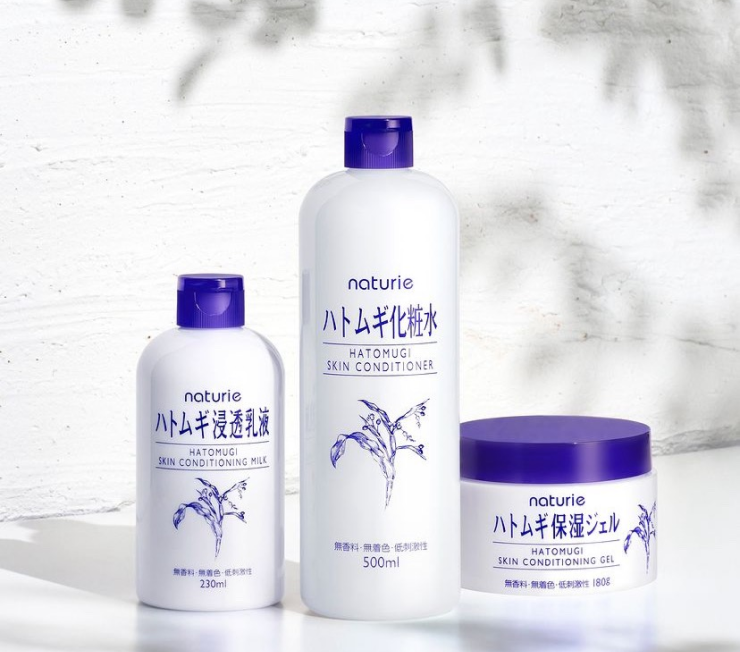 naturie
ハトムギ浸透乳液
HATOMUGI
SKIN CONDITIONING MILK
無香料・無着色・低刺激性
230ml
naturie
ハトムギ化粧水
HATOMUGI
SKIN CONDITIONER
無香料・無着色・低刺激性
500ml
naturie
ハトムギ保湿ジェル
HATOMUGI
SKIN CONDITIONING GEL
無香料・無着色・低刺激性 180g